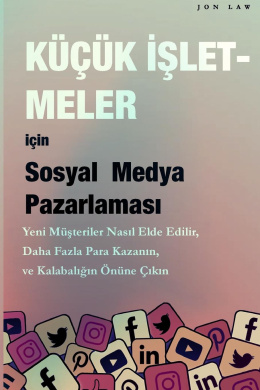 JON LAW
KÜÇÜK İŞLET-
MELER
için
Sosyal Medya
Pazarlaması
Yeni Müşteriler Nasıl Elde Edilir,
Daha Fazla Para Kazanın,
ve Kalabalığın Önüne Çıkın